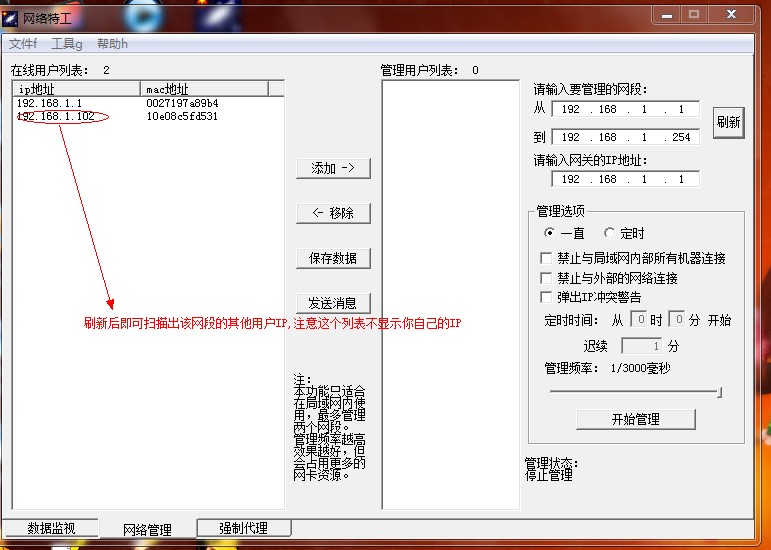 网络特工
文件f 工具g 帮助h
在线用户列表: 2
ip地址 mac地址
192.168.1.1 0027197a89b4
192.168.1.102 10e08c5fd531
添加 ->
<- 移除
保存数据
发送消息
刷新后即可扫描出该网段的其他用户IP,注意这个列表不显示你自己的IP
注:
本功能只适合
在局域网内使
用，最多管理
两个网段。
管理频率越高
效果越好，但
会占用更多的
网卡资源。
管理用户列表: 0
请输入要管理的网段:
从 192 . 168 . 1 . 1
到 192 . 168 . 1 . 254
刷新
请输入网关的IP地址:
192 . 168 . 1 . 1
管理选项
一直 定时
禁止与局域网内部所有机器连接
禁止与外部的网络连接
弹出IP冲突警告
定时时间: 从 0 时 0 分 开始
迟续 1 分
管理频率: 1/3000毫秒
开始管理
管理状态:
停止管理
数据监视 网络管理 强制代理